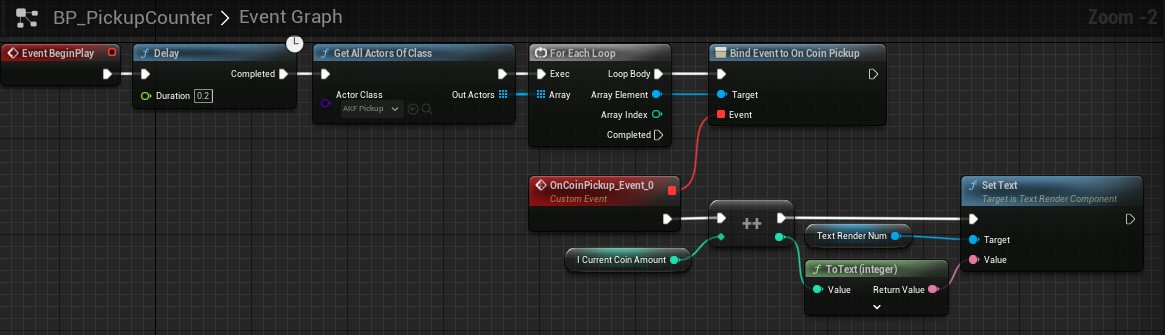 BP_PickupCounter > Event Graph
Zoom -2
Event BeginPlay
Delay
Completed
Duration 0.2
Get All Actors Of Class
Actor Class
AKF Pickup
Out Actors
For Each Loop
Exec
Loop Body
Array
Array Element
Array Index
Completed
Bind Event to On Coin Pickup
Target
Event
OnCoinPickup_Event_0
Custom Event
I Current Coin Amount
++
Text Render Num
ToText (integer)
Value
Return Value
Set Text
Target is Text Render Component
Target
Value